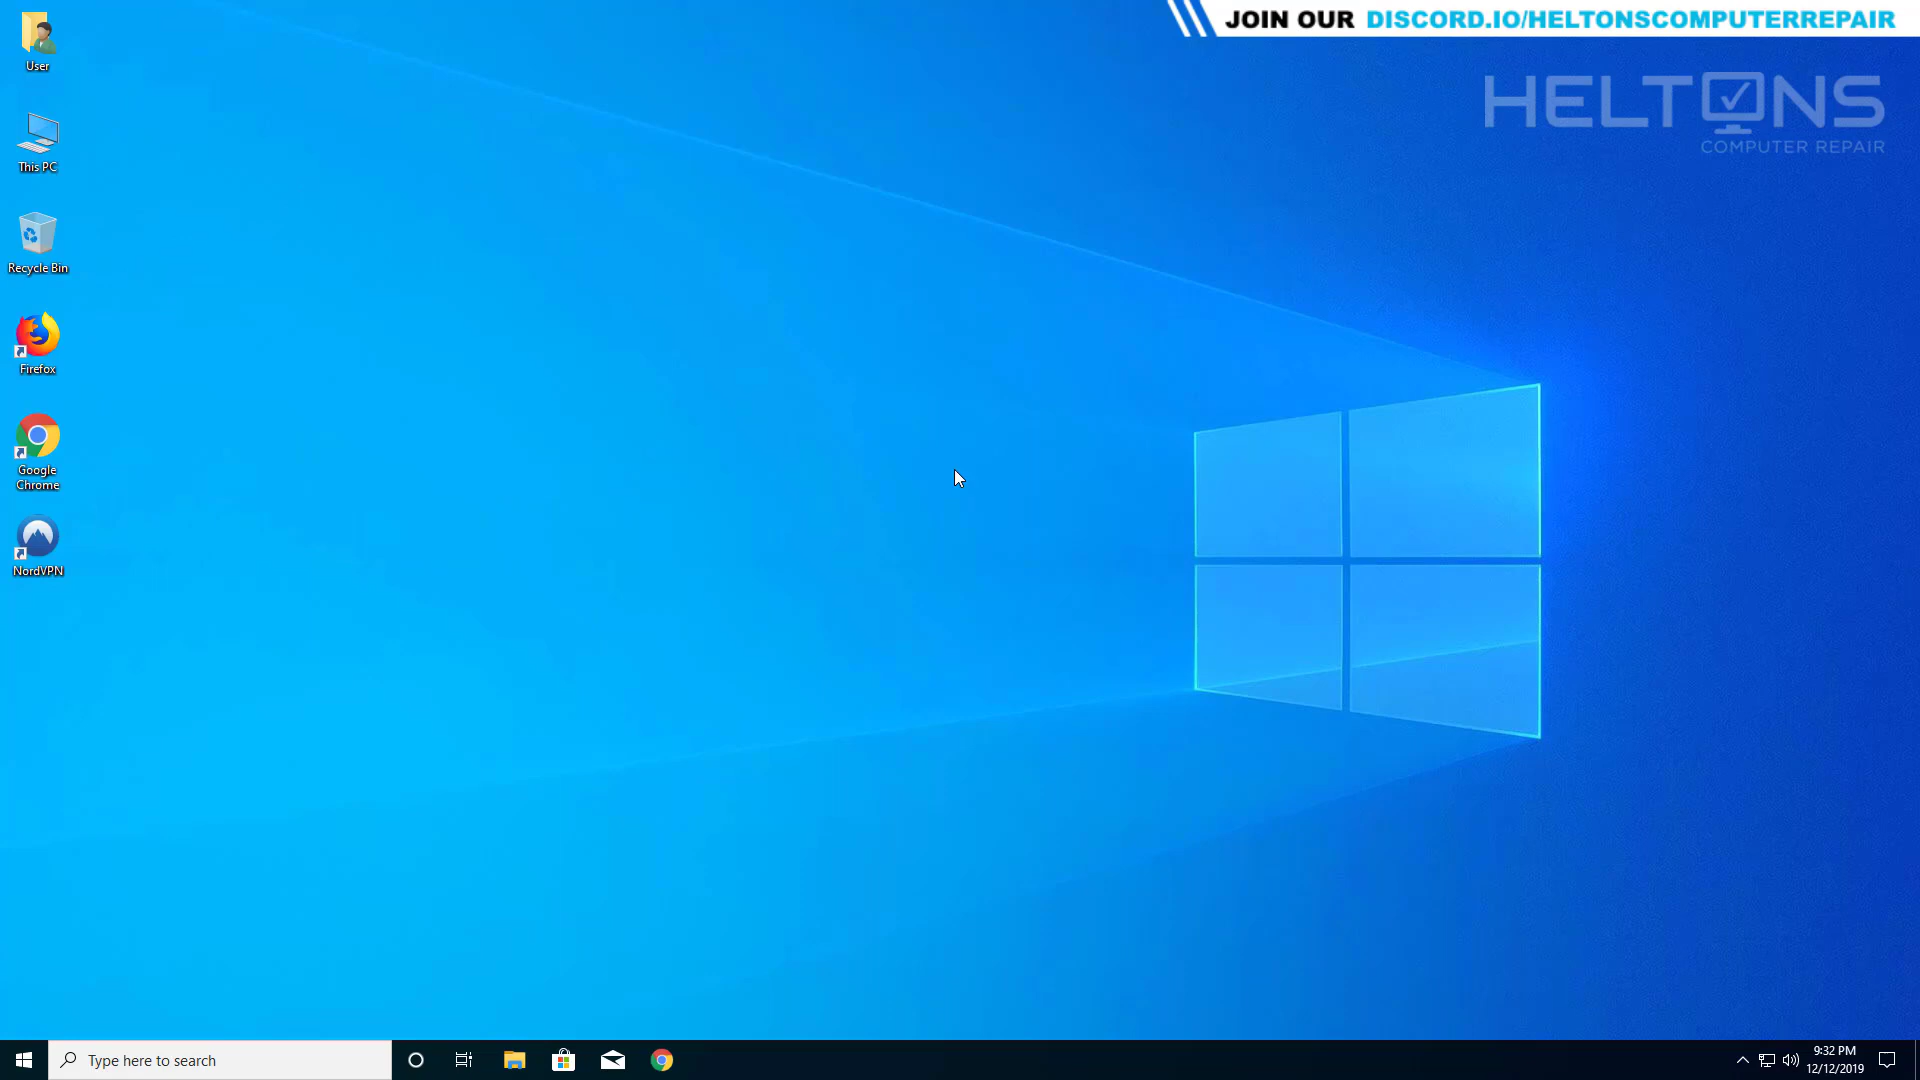 JOIN OUR DISCORD.IO/HELTONSCOMPUTERREPAIR
HELTONS
COMPUTER REPAIR
User
This PC
Recycle Bin
Firefox
Google
Chrome
NordVPN
Type here to search
9:32 PM
12/12/2019